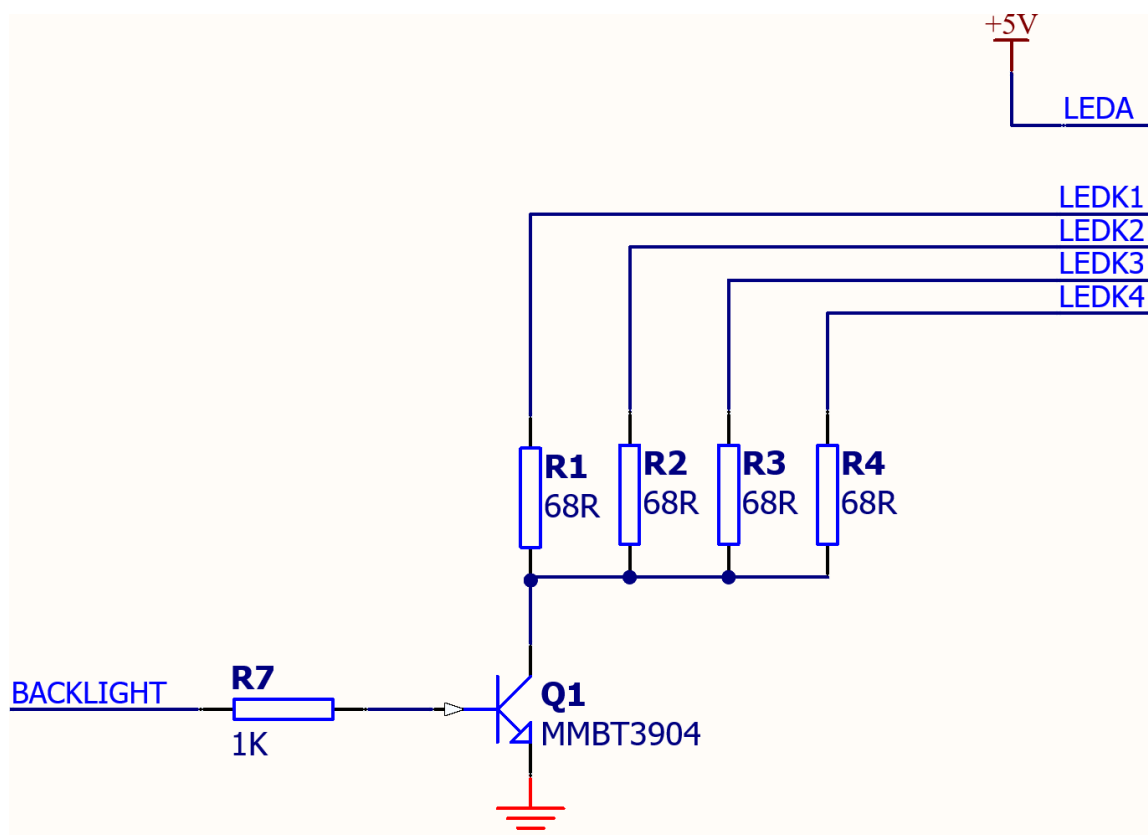 +5V
LEDA
LEDK1
LEDK2
LEDK3
LEDK4
R1
68R
R2
68R
R3
68R
R4
68R
BACKLIGHT
R7
1K
Q1
MMBT3904